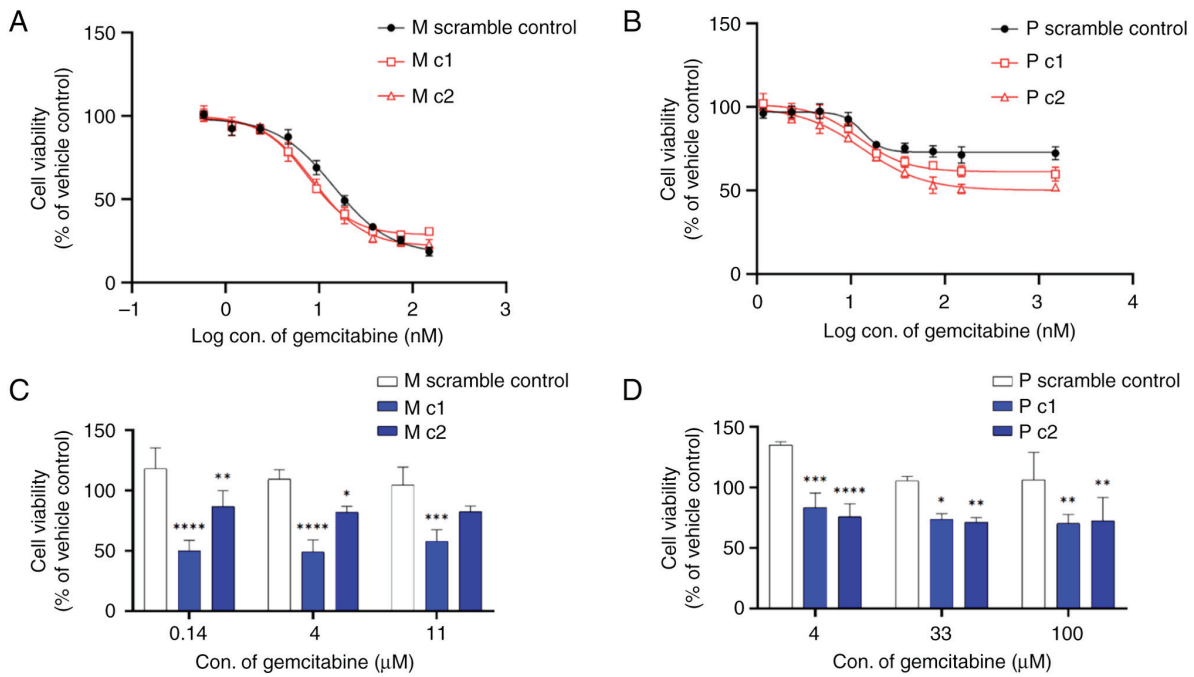 A
150
100
50
0
Cell viability
(% of vehicle control)
–1
0
1
2
3
Log con. of gemcitabine (nM)
M scramble control
M c1
M c2
B
150
100
50
0
Cell viability
(% of vehicle control)
0
1
2
3
4
Log con. of gemcitabine (nM)
P scramble control
P c1
P c2
C
M scramble control
M c1
M c2
150
100
50
0
Cell viability
(% of vehicle control)
****
**
****
*
***
0.14
4
11
Con. of gemcitabine (μM)
D
P scramble control
P c1
P c2
150
100
50
0
Cell viability
(% of vehicle control)
***
****
*
**
**
**
4
33
100
Con. of gemcitabine (μM)